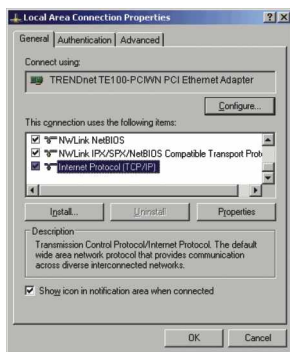 Local Area Connection Properties
General Authentication Advanced
Connect using:
TRENDnet TE100-PCIWN PCI Ethernet Adapter
Configure...
This connection uses the following items:
NWLink NetBIOS
NWLink IPX/SPX/NetBIOS Compatible Transport Prot
Internet Protocol (TCP/IP)
Install... Uninstall Properties
Description
Transmission Control Protocol/Internet Protocol. The default
wide area network protocol that provides communication
across diverse interconnected networks.
Show icon in notification area when connected
OK Cancel